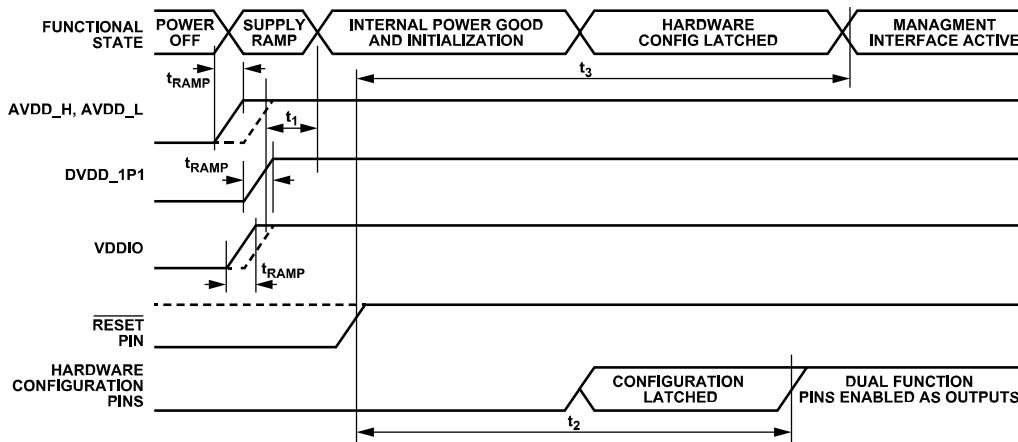 FUNCTIONAL
STATE
POWER
OFF
SUPPLY
RAMP
INTERNAL POWER GOOD
AND INITIALIZATION
HARDWARE
CONFIG LATCHED
MANAGMENT
INTERFACE ACTIVE
tRAMP
t3
AVDD_H, AVDD_L
t1
tRAMP
DVDD_1P1
VDDIO
tRAMP
RESET
PIN
HARDWARE
CONFIGURATION
PINS
CONFIGURATION
LATCHED
DUAL FUNCTION
PINS ENABLED AS OUTPUTS
t2